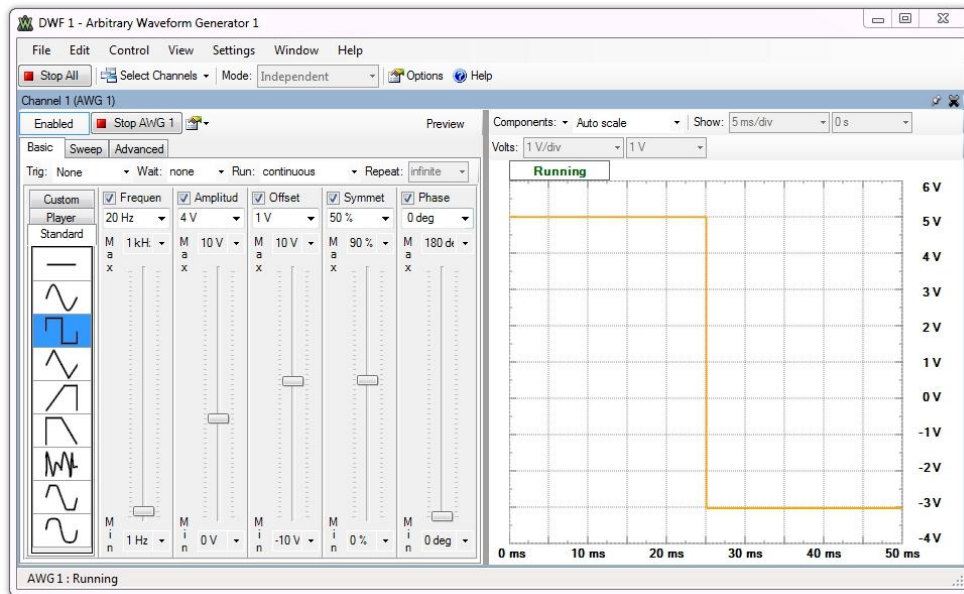 DWF 1 - Arbitrary Waveform Generator 1
File Edit Control View Settings Window Help
Stop All Select Channels Mode: Independent Options Help
Channel 1 (AWG 1)
Enabled Stop AWG 1 Preview
Basic Sweep Advanced
Trig: None Wait: none Run: continuous Repeat: infinite
Custom
Player
Standard
Frequen Amplitud Offset Symmet Phase
20 Hz 4 V 1 V 50 % 0 deg
Max 1 kH: Max 10 V Max 10 V Max 90 % Max 180 de
Min 1 Hz Min 0 V Min -10 V Min 0 % Min 0 deg
Components: Auto scale Show: 5 ms/div 0 s
Volts: 1 V/div 1 V
Running
6 V
5 V
4 V
3 V
2 V
1 V
0 V
-1 V
-2 V
-3 V
-4 V
0 ms 10 ms 20 ms 30 ms 40 ms 50 ms
AWG 1 : Running